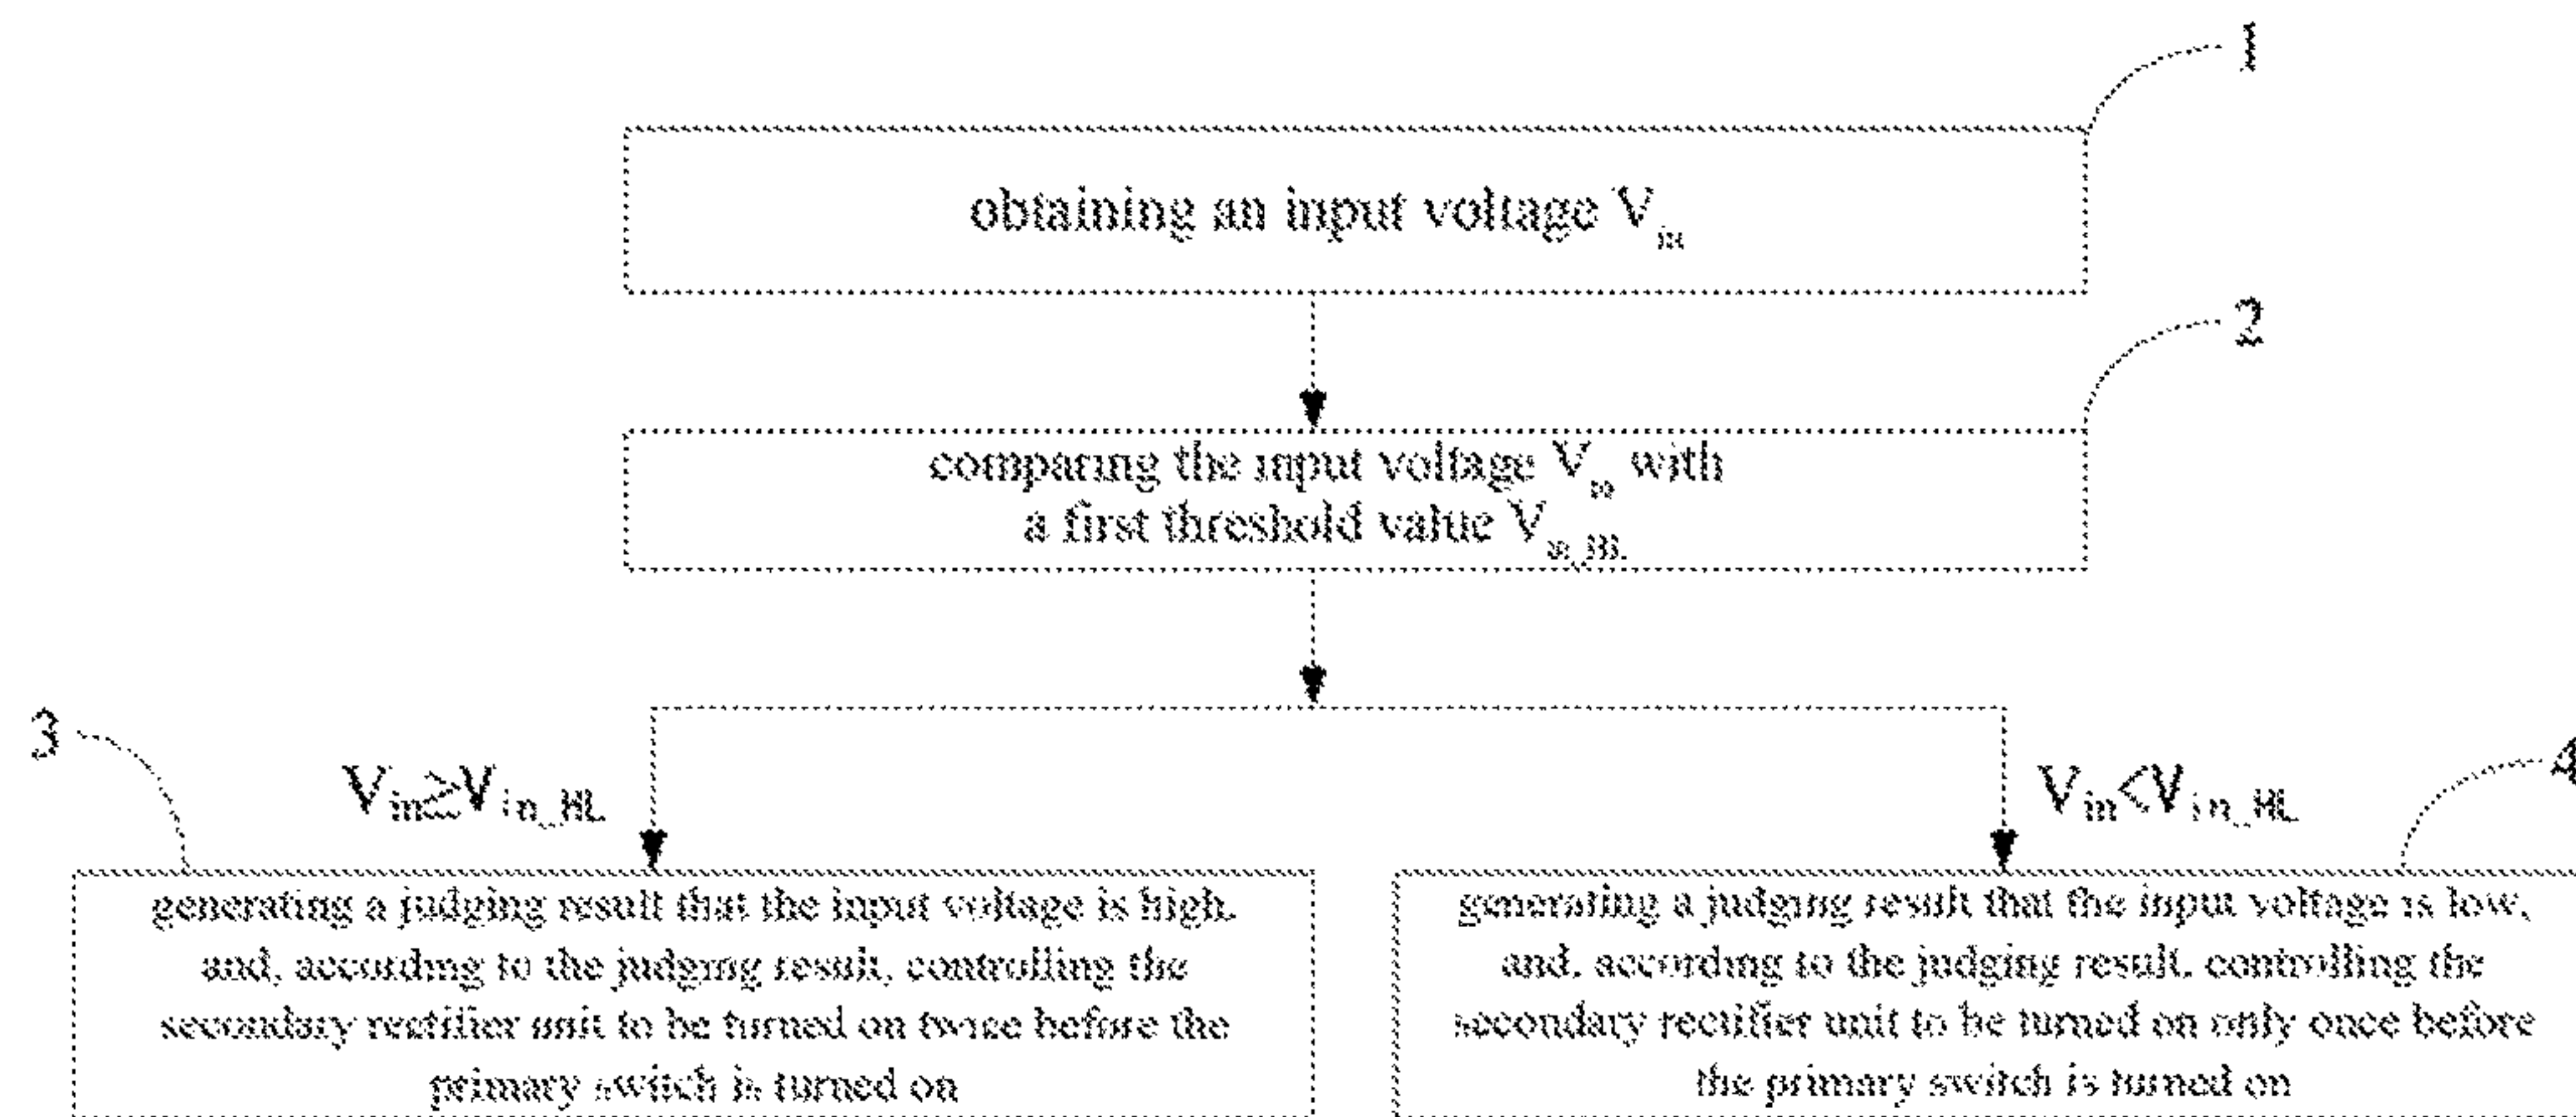 1
obtaining an input voltage Vin
2
comparing the input voltage Vin with
a first threshold value Vin_HL
3
Vin≥Vin_HL
Vin<Vin_HL
4
generating a judging result that the input voltage is high,
and, according to the judging result, controlling the
secondary rectifier unit to be turned on twice before the
primary switch is turned on
generating a judging result that the input voltage is low,
and, according to the judging result, controlling the
secondary rectifier unit to be turned on only once before
the primary switch is turned on